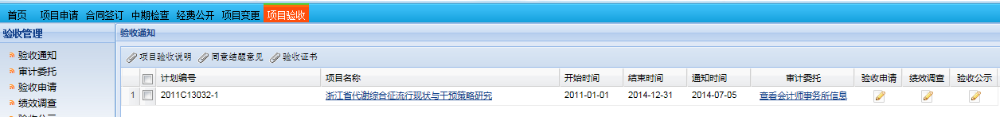 首页 项目申请 合同签订 中期检查 经费公开 项目变更 项目验收
验收管理
验收通知
审计委托
验收申请
绩效调查
验收公示
验收通知
项目验收说明 同意结题意见 验收证书
计划编号 项目名称 开始时间 结束时间 通知时间 审计委托 验收申请 绩效调查 验收公示
1 2011C13032-1 浙江省代谢综合征流行现状与干预策略研究 2011-01-01 2014-12-31 2014-07-05 查看会计师事务所信息